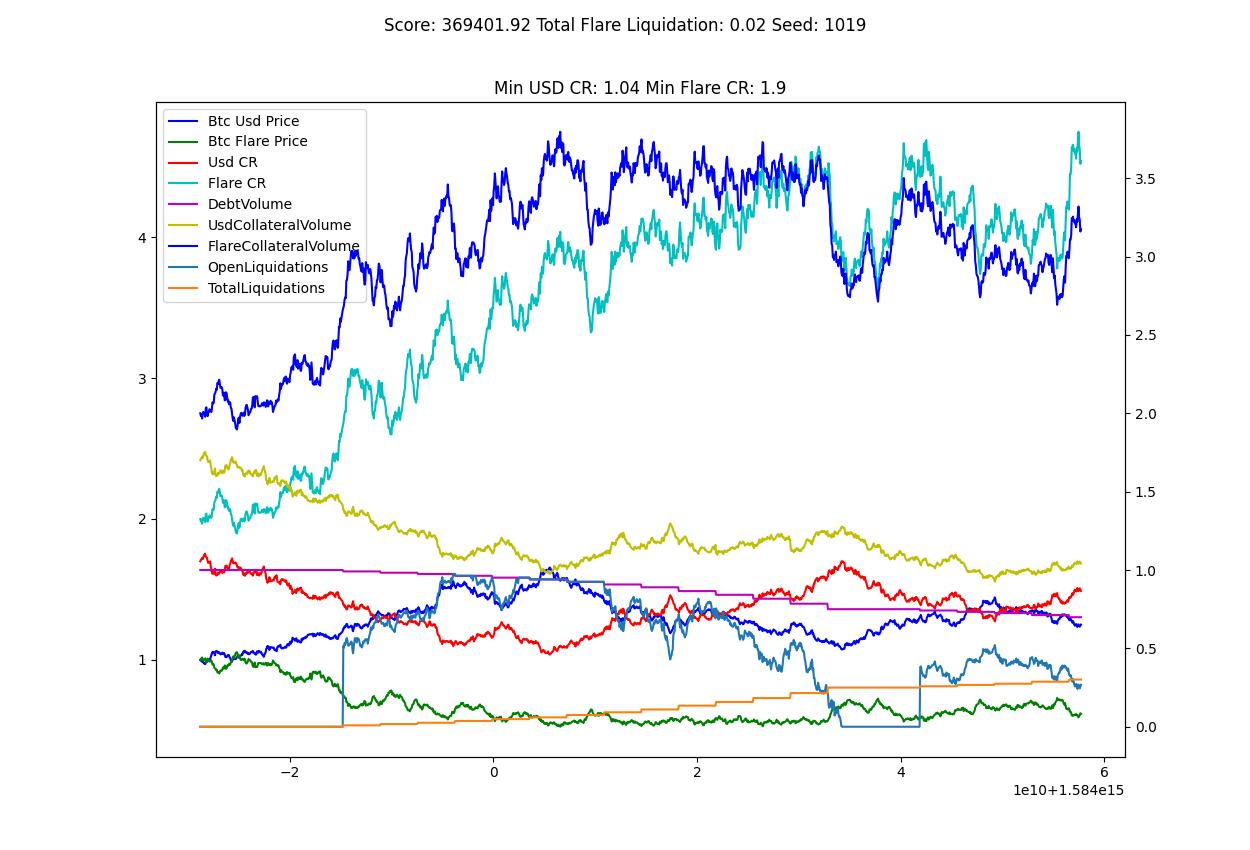 Score: 369401.92 Total Flare Liquidation: 0.02 Seed: 1019
Min USD CR: 1.04 Min Flare CR: 1.9
Btc Usd Price
Btc Flare Price
Usd CR
Flare CR
DebtVolume
UsdCollateralVolume
FlareCollateralVolume
OpenLiquidations
TotalLiquidations
4
3
2
1
3.5
3.0
2.5
2.0
1.5
1.0
0.5
0.0
−2 0 2 4 6
1e10+1.584e15